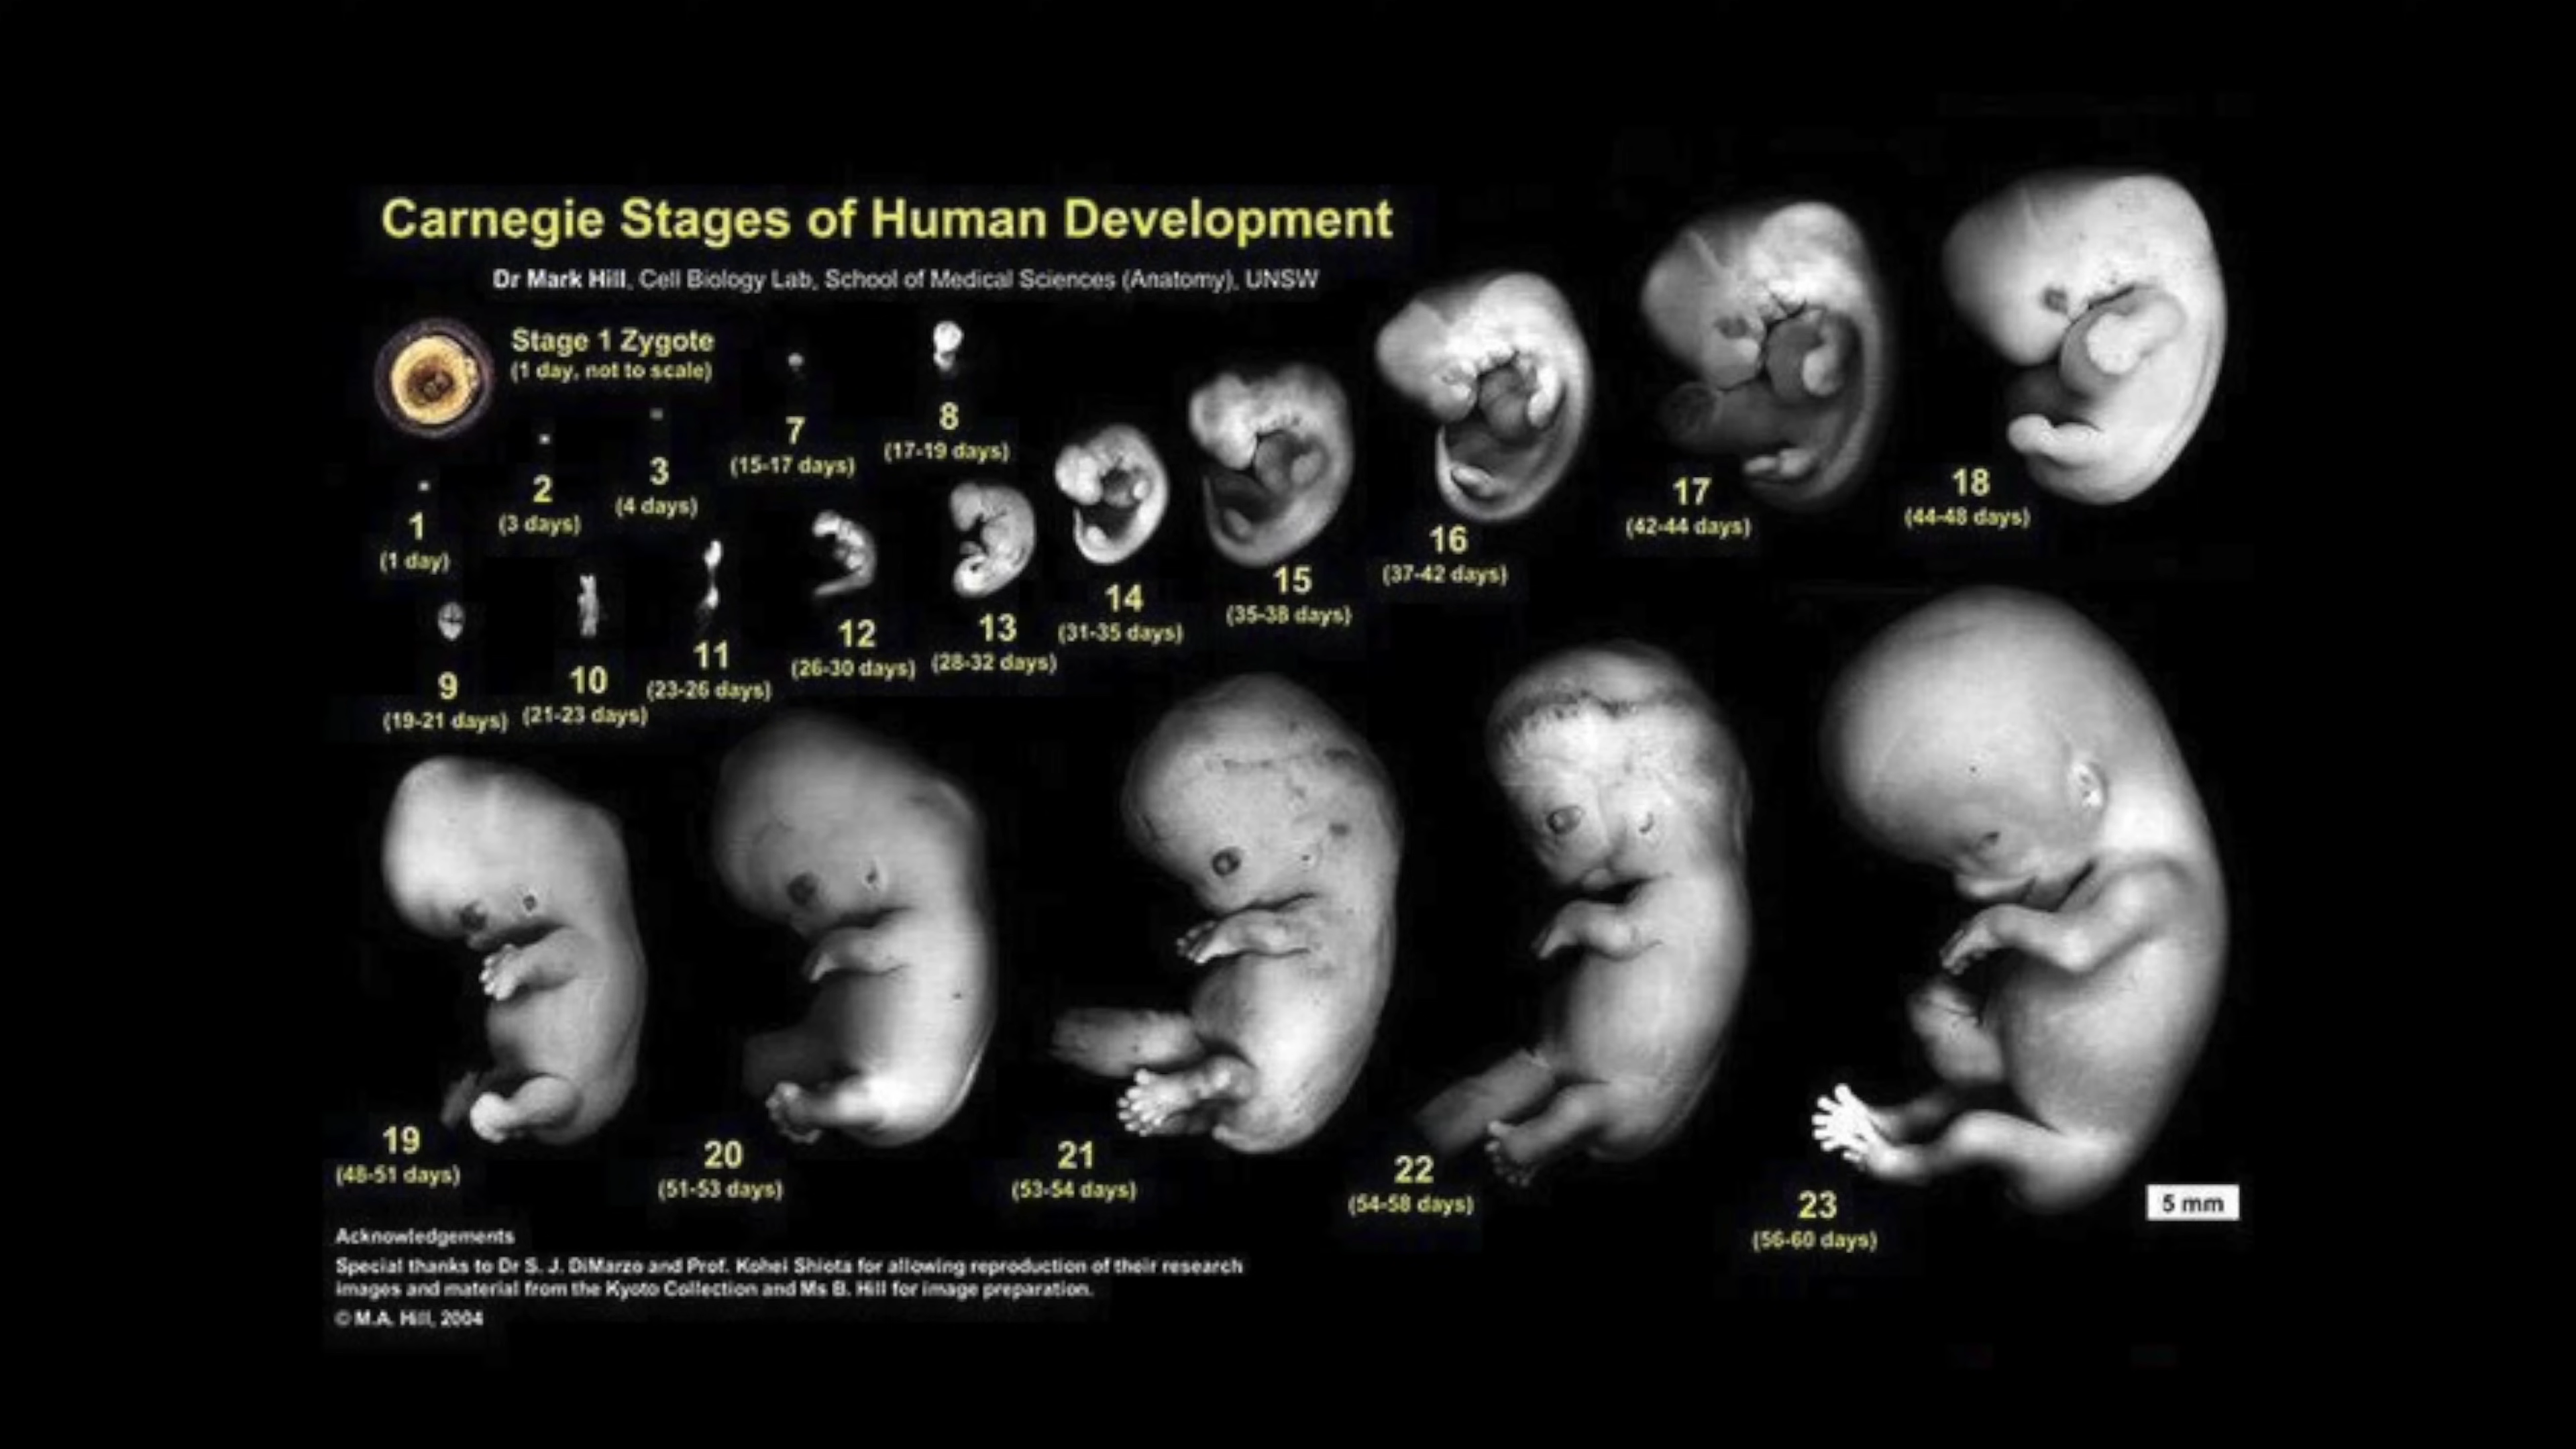 Carnegie Stages of Human Development
Dr Mark Hill, Cell Biology Lab, School of Medical Sciences (Anatomy), UNSW
Stage 1 Zygote
(1 day, not to scale)
1
(1 day)
2
(3 days)
3
(4 days)
7
(15-17 days)
8
(17-19 days)
9
(19-21 days)
10
(21-23 days)
11
(23-26 days)
12
(26-30 days)
13
(28-32 days)
14
(31-35 days)
15
(35-38 days)
16
(37-42 days)
17
(42-44 days)
18
(44-48 days)
19
(48-51 days)
20
(51-53 days)
21
(53-54 days)
22
(54-58 days)
23
(56-60 days)
5 mm
Acknowledgements
Special thanks to Dr S. J. DiMarzo and Prof. Kohei Shiota for allowing reproduction of their research
images and material from the Kyoto Collection and Ms B. Hill for image preparation.
© M.A. Hill, 2004